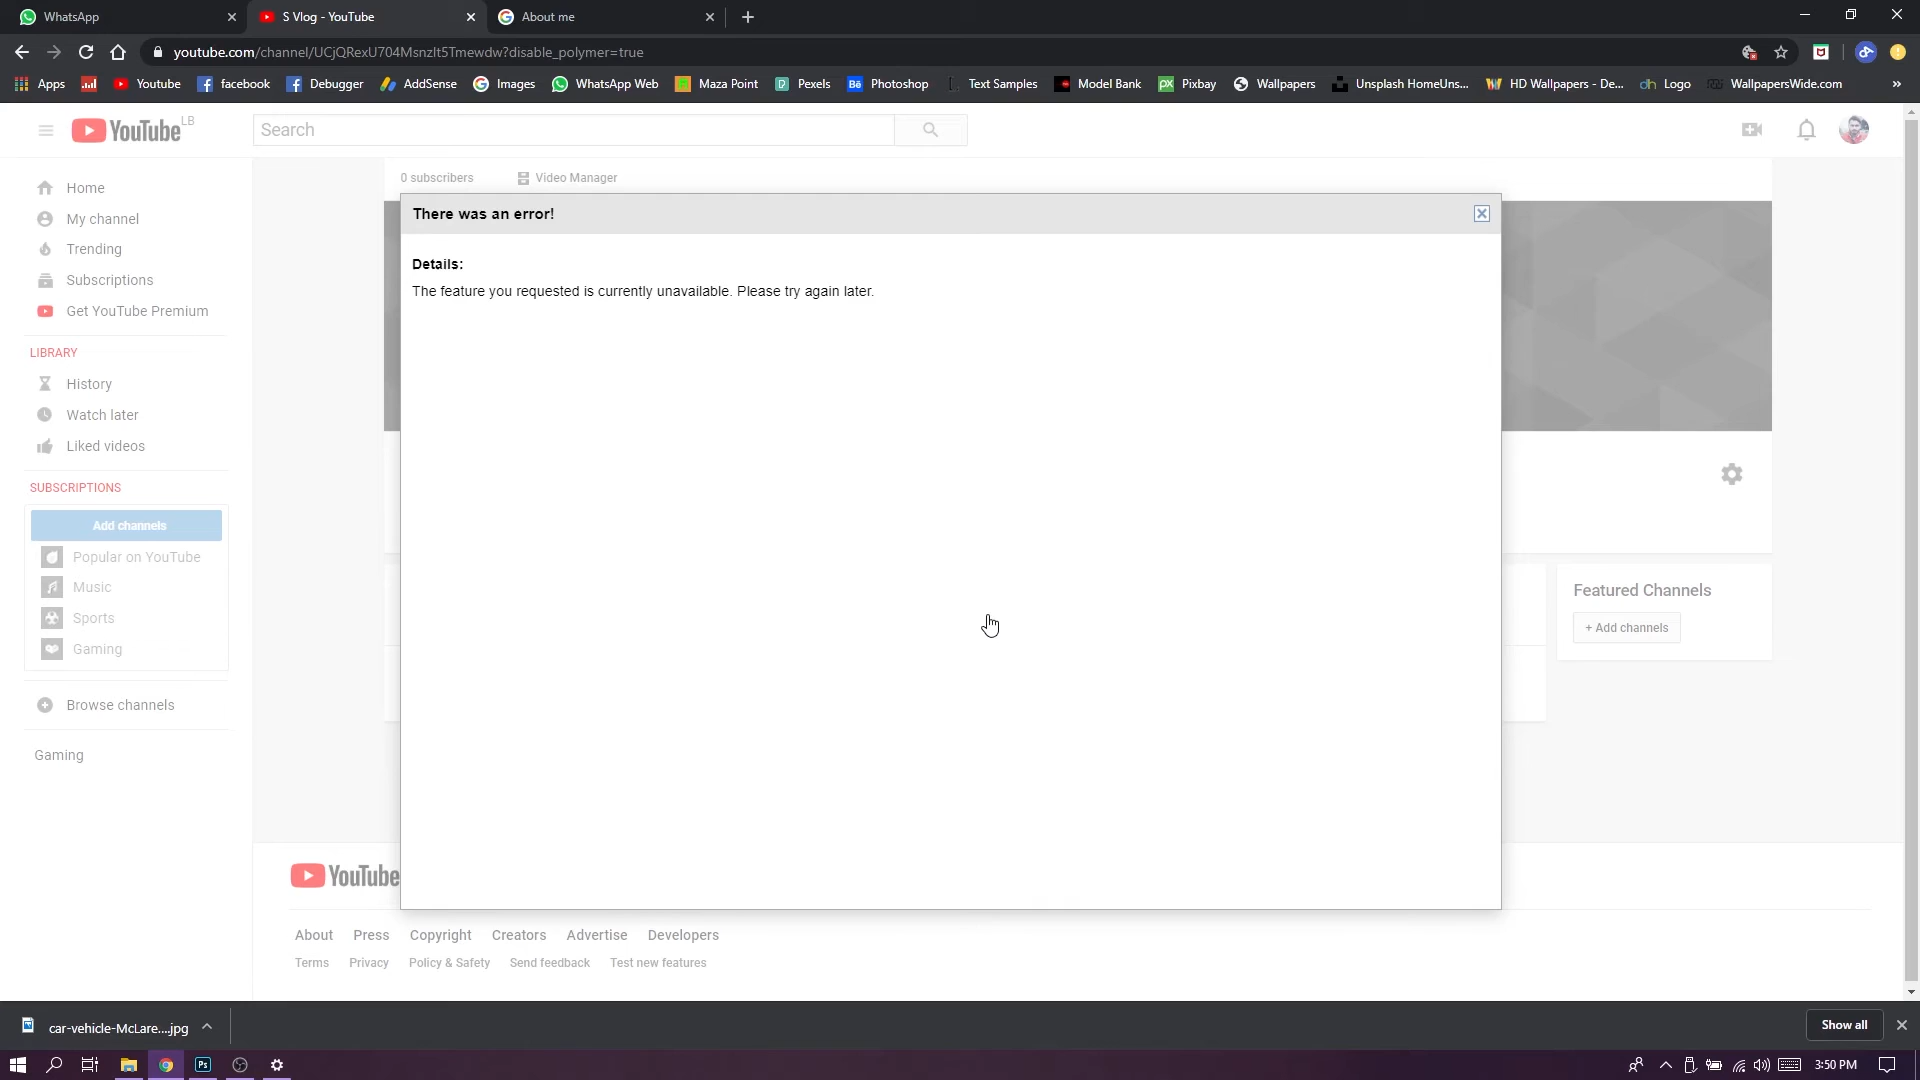 WhatsApp
S Vlog - YouTube
About me
youtube.com/channel/UCjQRexU704MsnzIt5Tmewdw?disable_polymer=true
Apps
Youtube
facebook
Debugger
AddSense
Images
WhatsApp Web
Maza Point
Pexels
Photoshop
Text Samples
Model Bank
Pixbay
Wallpapers
Unsplash HomeUns...
HD Wallpapers - De...
Logo
WallpapersWide.com
YouTube LB
Search
0 subscribers
Video Manager
There was an error!
Details:
The feature you requested is currently unavailable. Please try again later.
Home
My channel
Trending
Subscriptions
Get YouTube Premium
LIBRARY
History
Watch later
Liked videos
SUBSCRIPTIONS
Add channels
Popular on YouTube
Music
Sports
Gaming
Browse channels
Gaming
Featured Channels
+ Add channels
YouTube
About Press Copyright Creators Advertise Developers
Terms Privacy Policy & Safety Send feedback Test new features
car-vehicle-McLare....jpg
Show all
Ps
3:50 PM